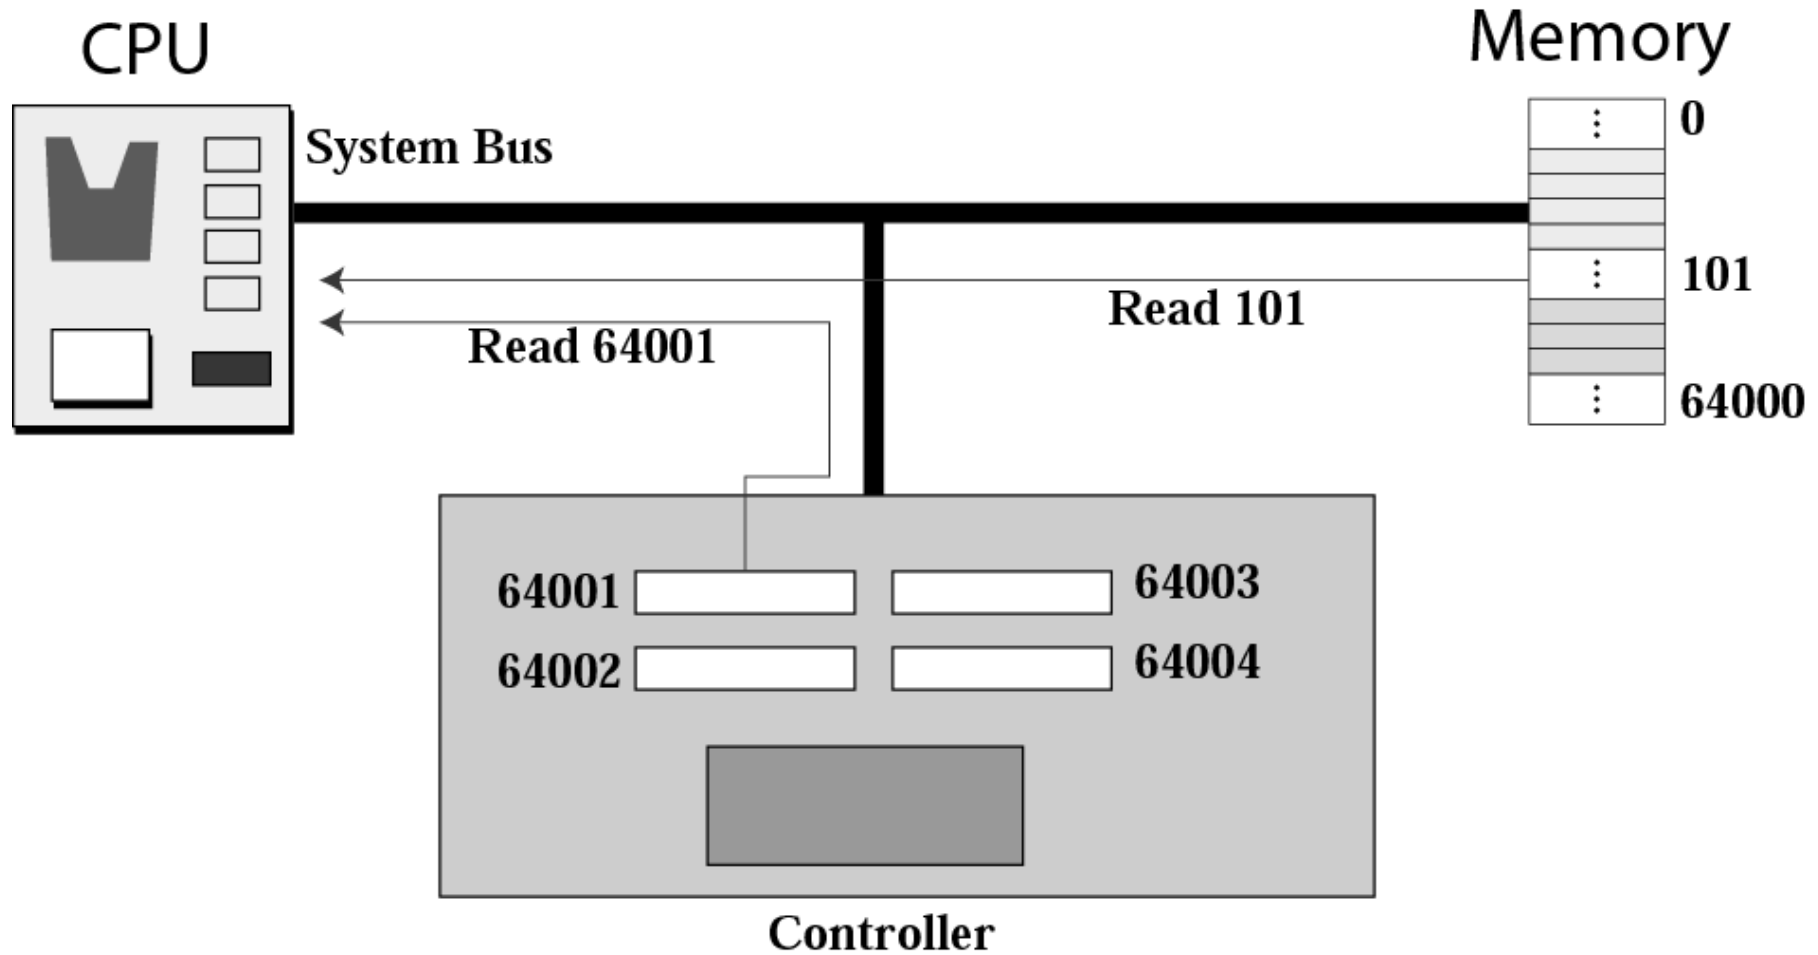 CPU
Memory
System Bus
0
101
Read 101
Read 64001
64000
64001
64003
64002
64004
Controller